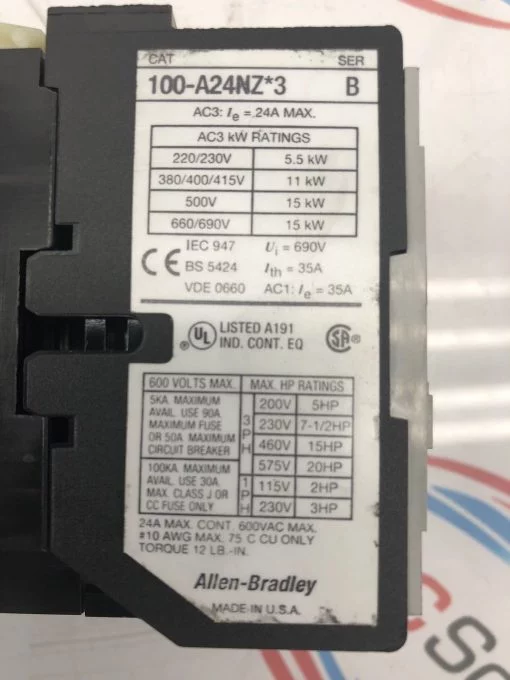 CAT SER
100-A24NZ*3 B
AC3: Ie = 24A MAX.
AC3 kW RATINGS
220/230V 5.5 kW
380/400/415V 11 kW
500V 15 kW
660/690V 15 kW
CE IEC 947 Ui = 690V
BS 5424 Ith = 35A
VDE 0660 AC1: Ie = 35A
® UL LISTED A191 SA ®
IND. CONT. EQ
600 VOLTS MAX. MAX. HP RATINGS
5KA MAXIMUM
AVAIL. USE 90A
MAXIMUM FUSE
OR 50A MAXIMUM
CIRCUIT BREAKER
3PH
200V 5HP
230V 7-1/2HP
460V 15HP
575V 20HP
100KA MAXIMUM
AVAIL. USE 30A
MAX. CLASS J OR
CC FUSE ONLY
1PH
115V 2HP
230V 3HP
24A MAX. CONT. 600VAC MAX.
#10 AWG MAX. 75 C CU ONLY
TORQUE 12 LB.-IN.
Allen-Bradley
MADE IN U.S.A.